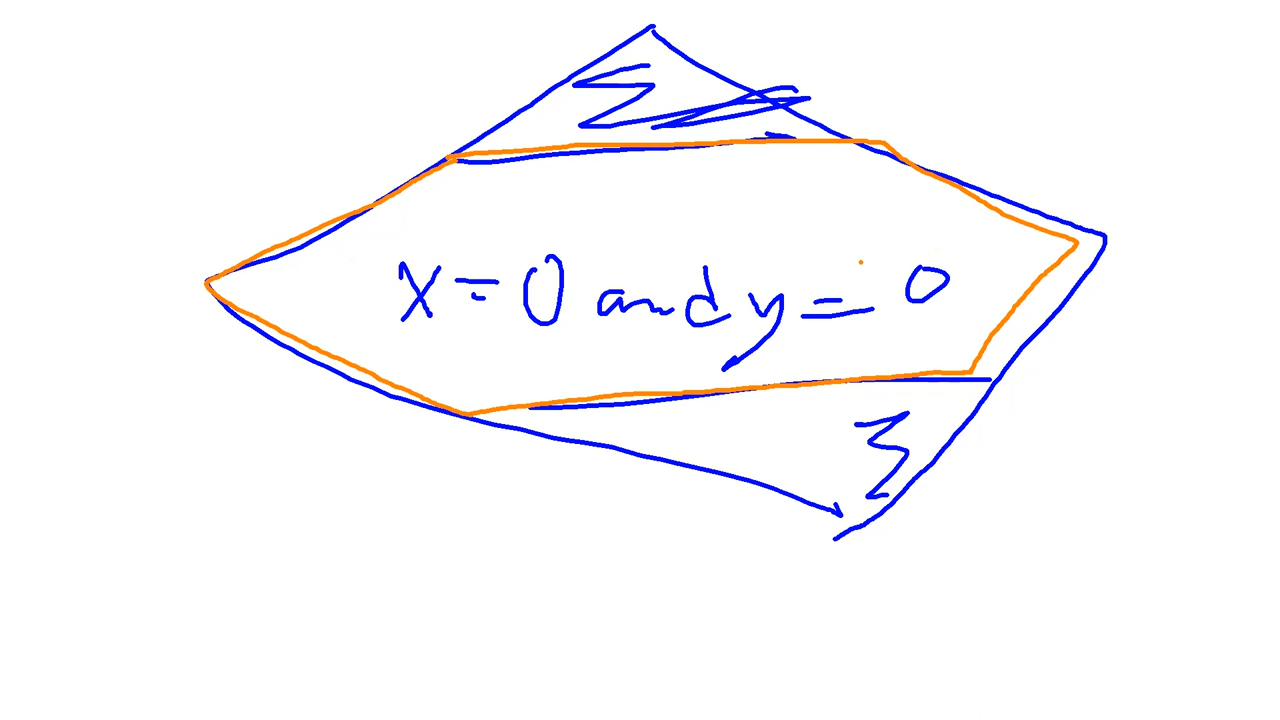 x = 0 and y = 0